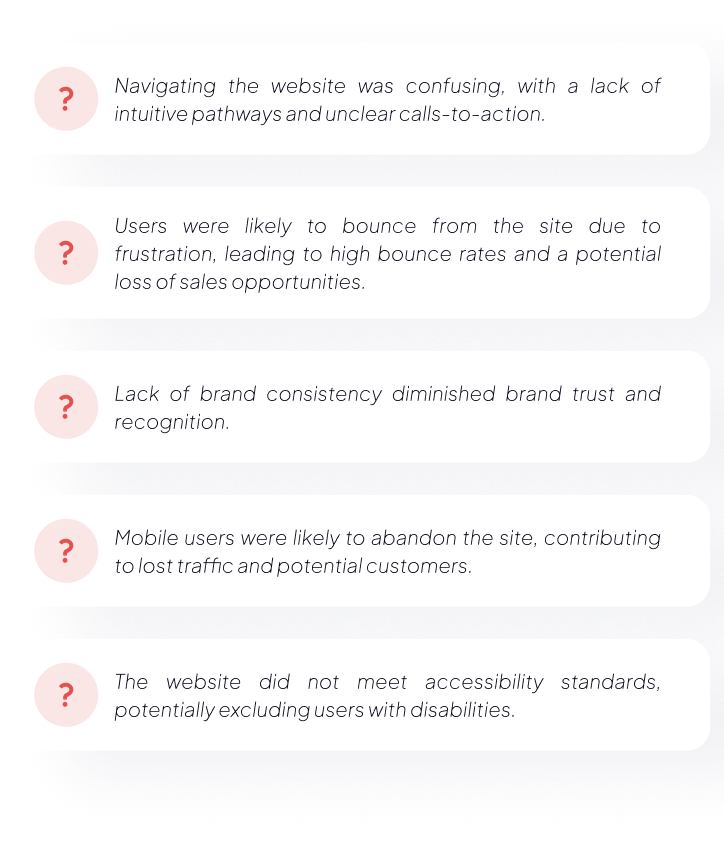 ?
Navigating the website was confusing, with a lack of
intuitive pathways and unclear calls-to-action.
?
Users were likely to bounce from the site due to
frustration, leading to high bounce rates and a potential
loss of sales opportunities.
?
Lack of brand consistency diminished brand trust and
recognition.
?
Mobile users were likely to abandon the site, contributing
to lost traffic and potential customers.
?
The website did not meet accessibility standards,
potentially excluding users with disabilities.